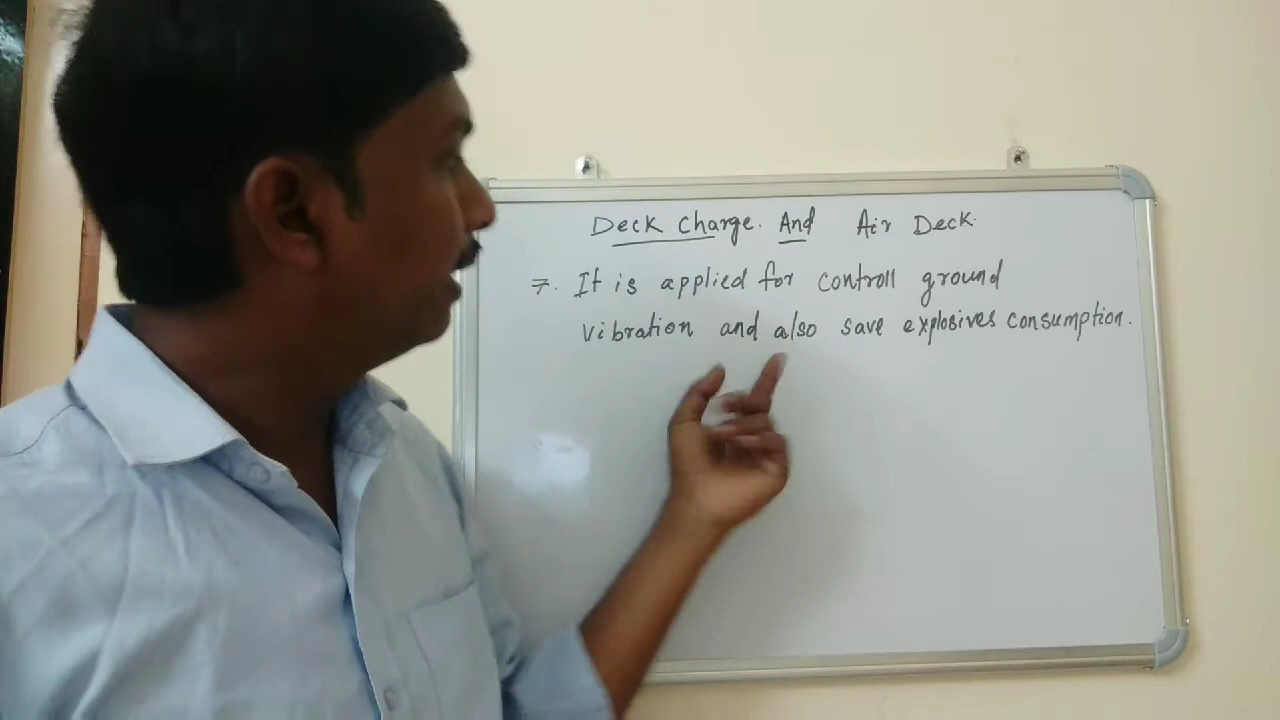 Deck Charge. And Air Deck.
7. It is applied for controll ground
vibration and also save explosives consumption.